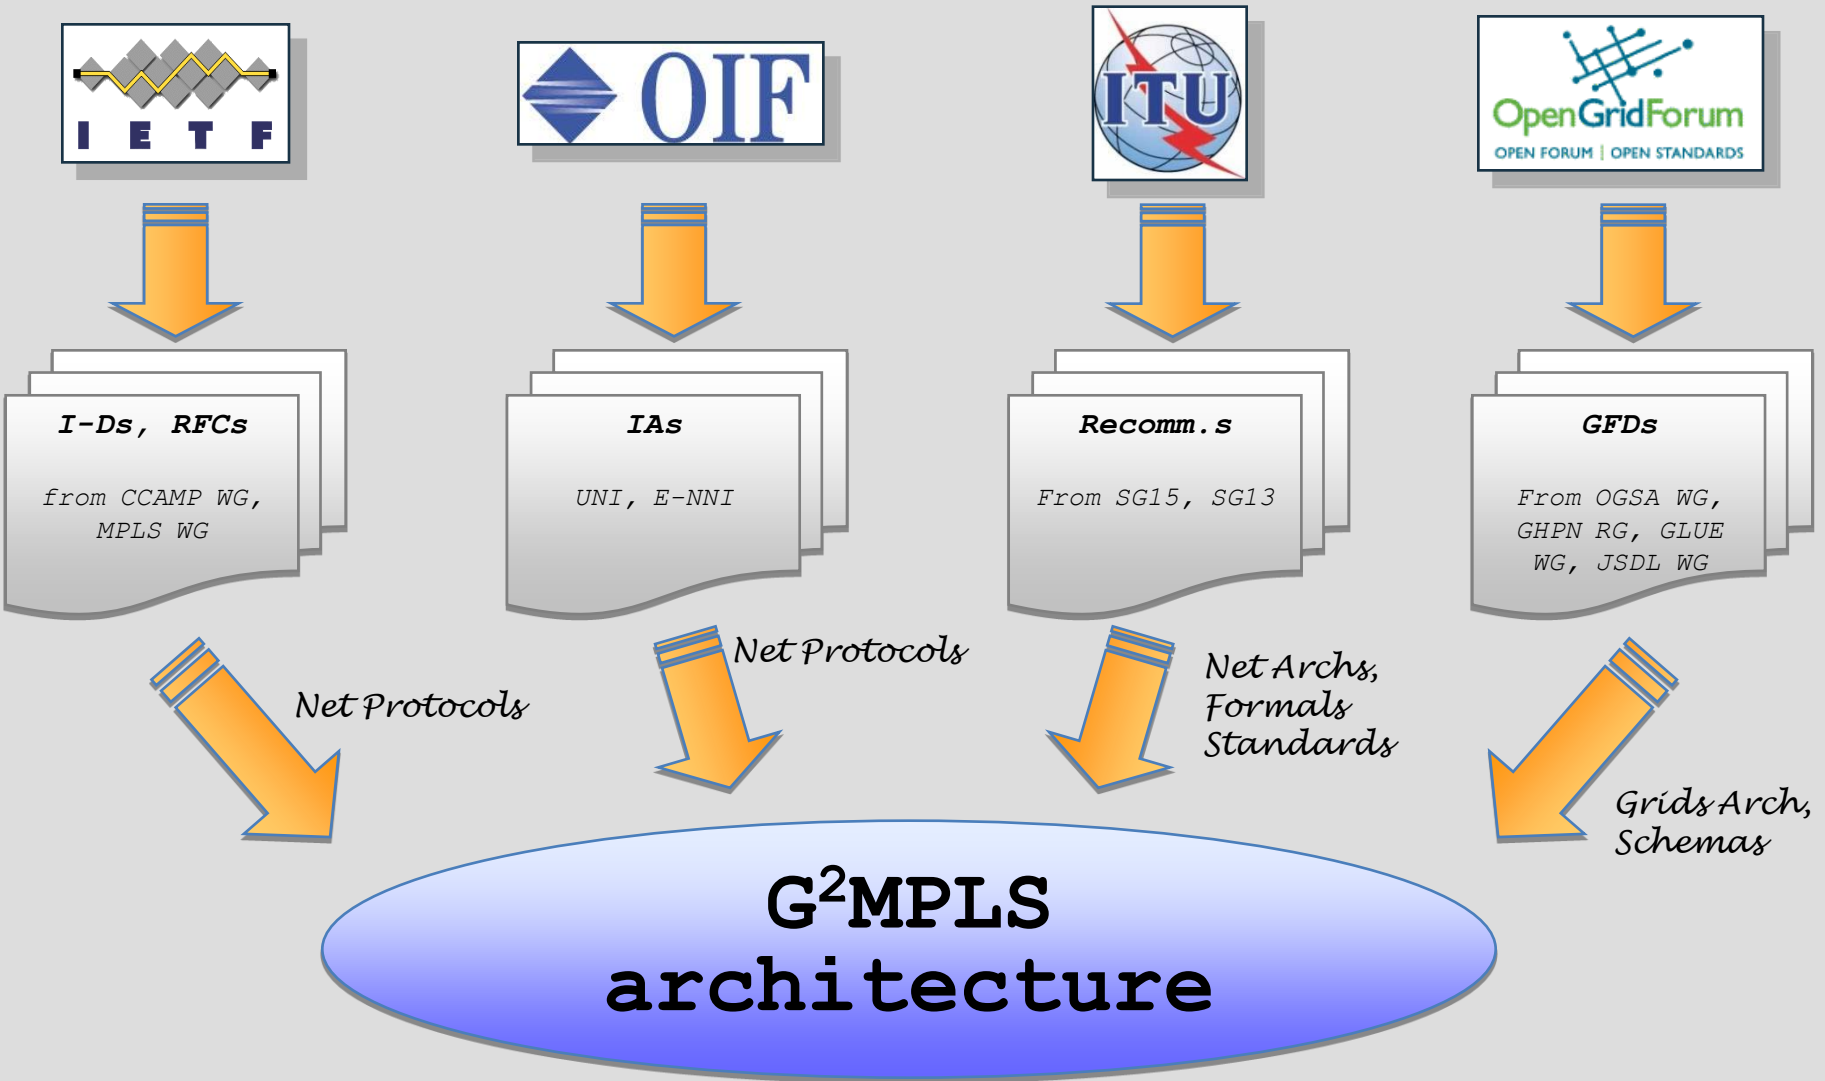 I E T F
OIF
ITU
OpenGridForum
OPEN FORUM | OPEN STANDARDS
I-Ds, RFCs
from CCAMP WG,
MPLS WG
IAs
UNI, E-NNI
Recomm.s
From SG15, SG13
GFDs
From OGSA WG,
GHPN RG, GLUE
WG, JSDL WG
Net Protocols
Net Protocols
Net Archs,
Formals
Standards
Grids Arch,
Schemas
G²MPLS
architecture